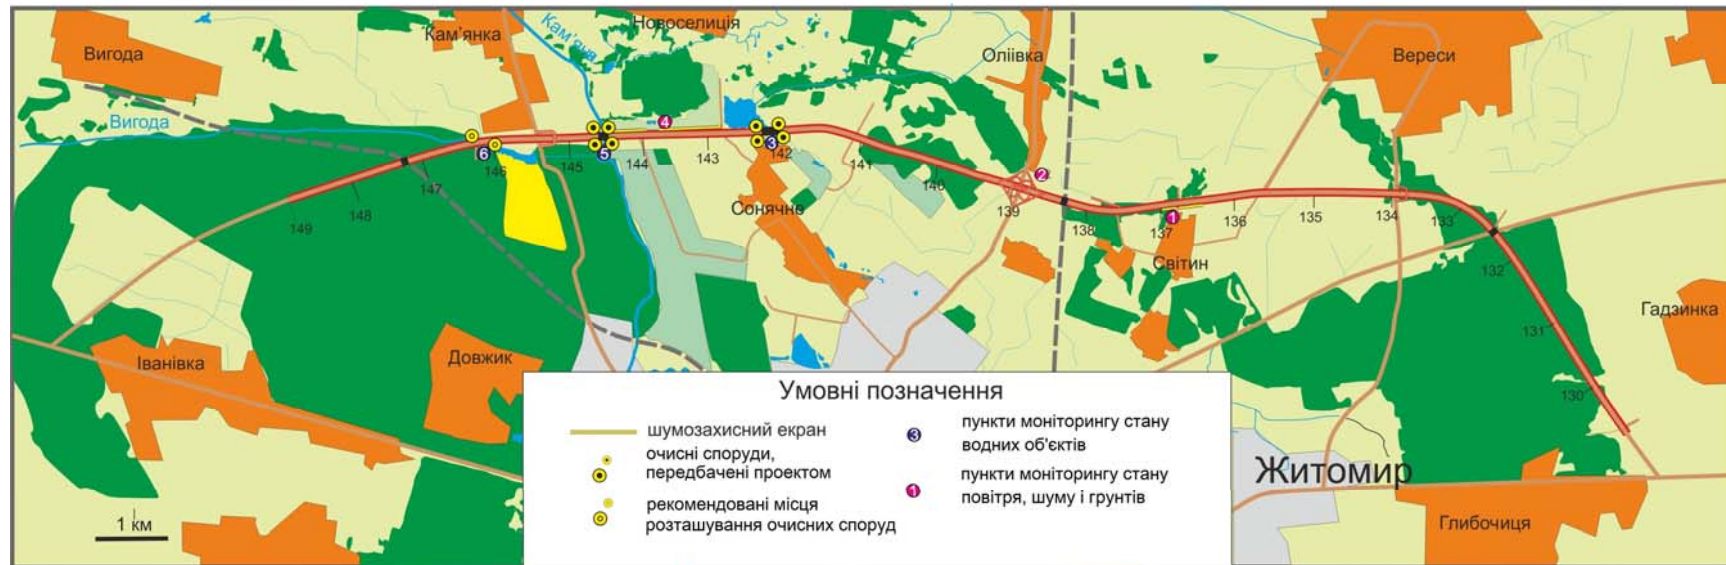 Новоселиція
Кам'янка
Кам'яна
Вигода
Оліївка
Вереси
Вигода
4
3
6
5
2
1
149
148
147
146
145
144
143
142
141
140
139
138
137
136
135
134
133
132
131
130
Сонячне
Світин
Гадзинка
Іванівка
Довжик
Житомир
Глибочиця
1 км
Умовні позначення
шумозахисний екран
очисні споруди,
передбачені проектом
рекомендовані місця
розташування очисних споруд
3
пункти моніторингу стану
водних об'єктів
1
пункти моніторингу стану
повітря, шуму і грунтів